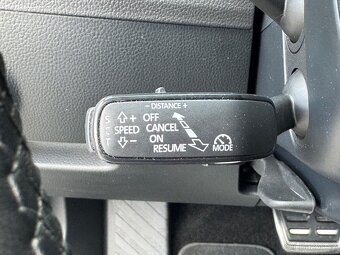 – DISTANCE +
SET
+ OFF
SPEED CANCEL
ON
– RESUME
MODE